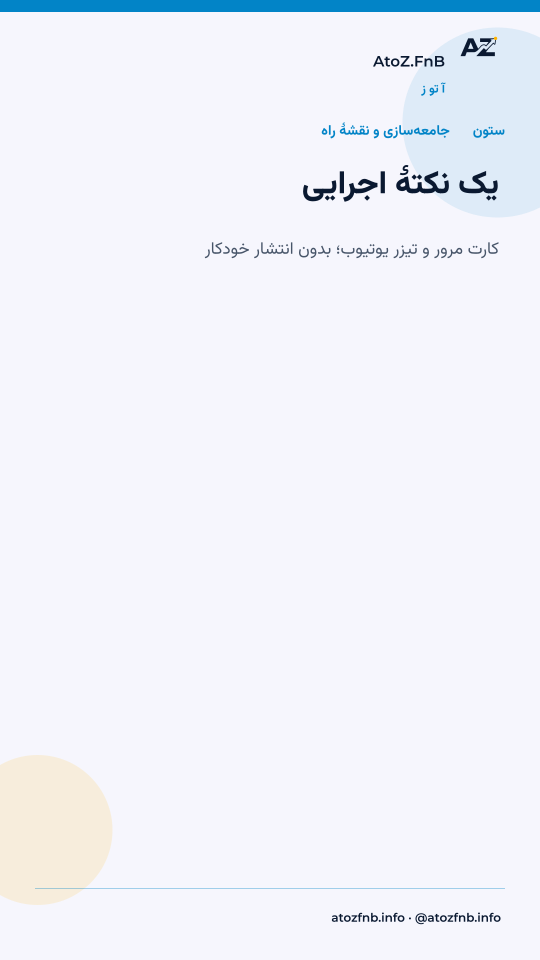 AZ
AtoZ.FnB
آ تو ز
ستون جامعه‌سازی و نقشهٔ راه
یک نکتهٔ اجرایی
کارت مرور و تیزر یوتیوب؛ بدون انتشار خودکار
atozfnb.info · @atozfnb.info